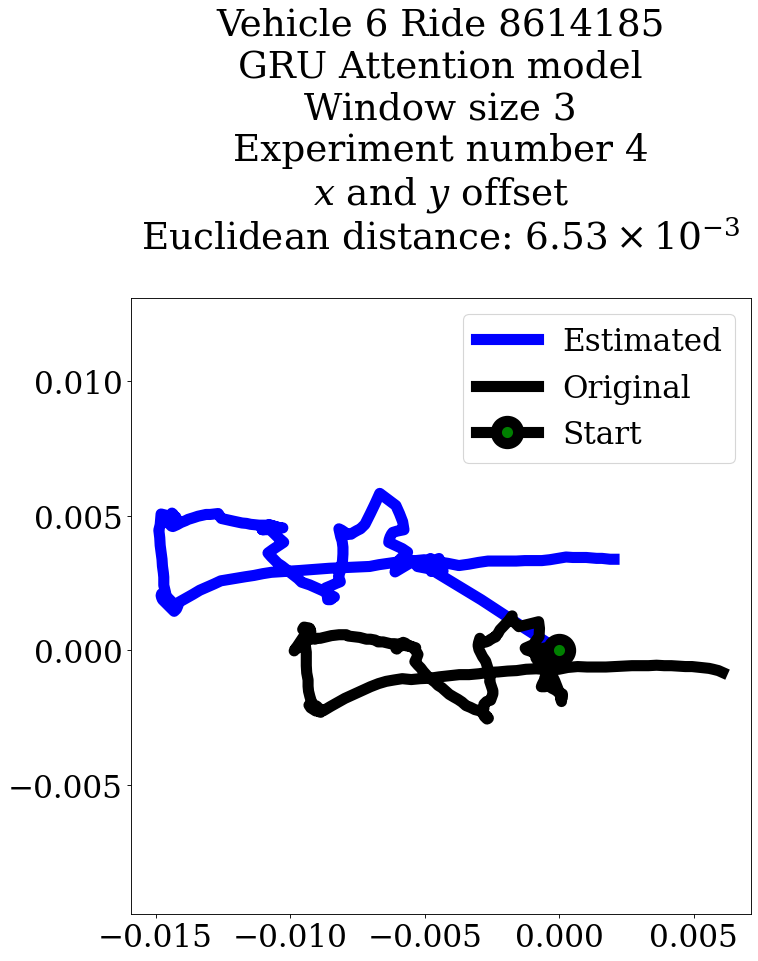 Vehicle 6 Ride 8614185
GRU Attention model
Window size 3
Experiment number 4
x and y offset
Euclidean distance: 6.53 × 10⁻³
Estimated
Original
Start
0.010
0.005
0.000
−0.005
−0.015 −0.010 −0.005 0.000 0.005